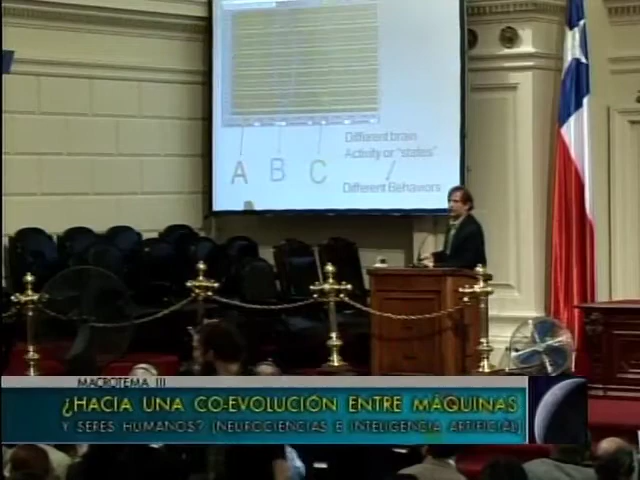 A B C
Different brain
Activity or "states"
Different Behaviors
MACROTEMA III
¿HACIA UNA CO-EVOLUCIÓN ENTRE MÁQUINAS
Y SERES HUMANOS? (NEUROCIENCIAS E INTELIGENCIA ARTIFICIAL)